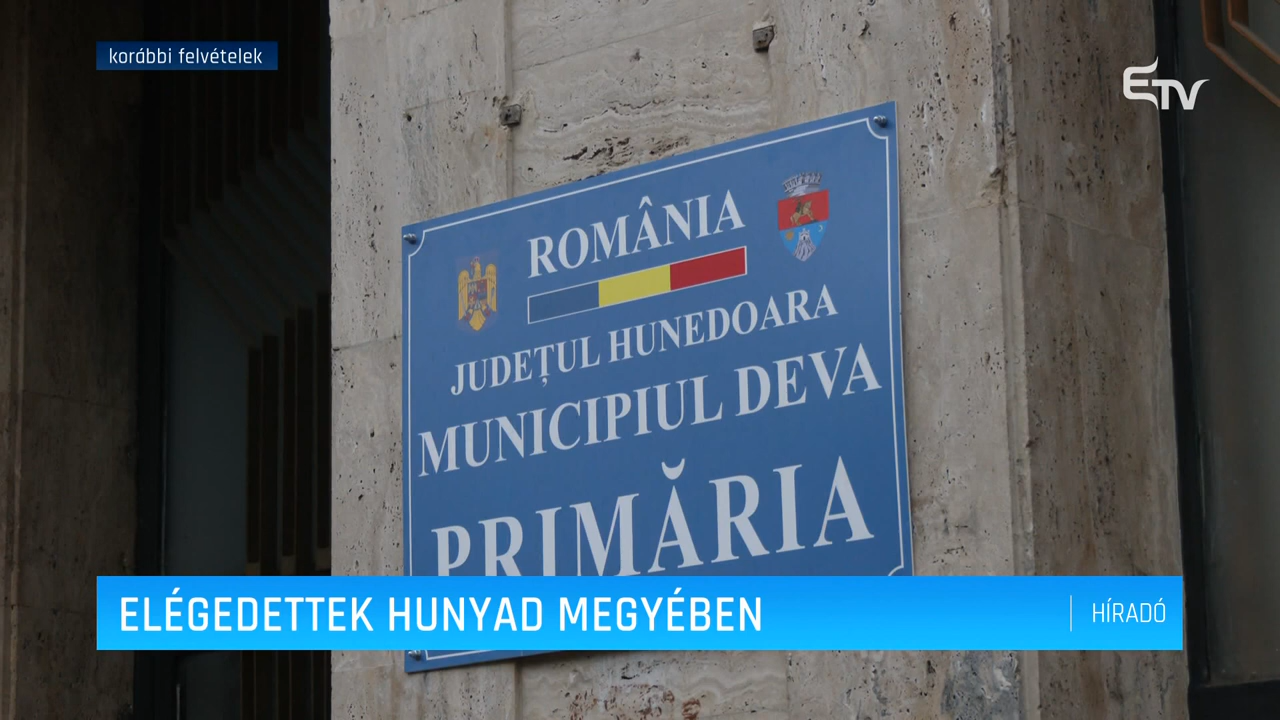 korábbi felvételek
ETV
ROMÂNIA
JUDEȚUL HUNEDOARA
MUNICIPIUL DEVA
PRIMĂRIA
ELÉGEDETTEK HUNYAD MEGYÉBEN
HÍRADÓ